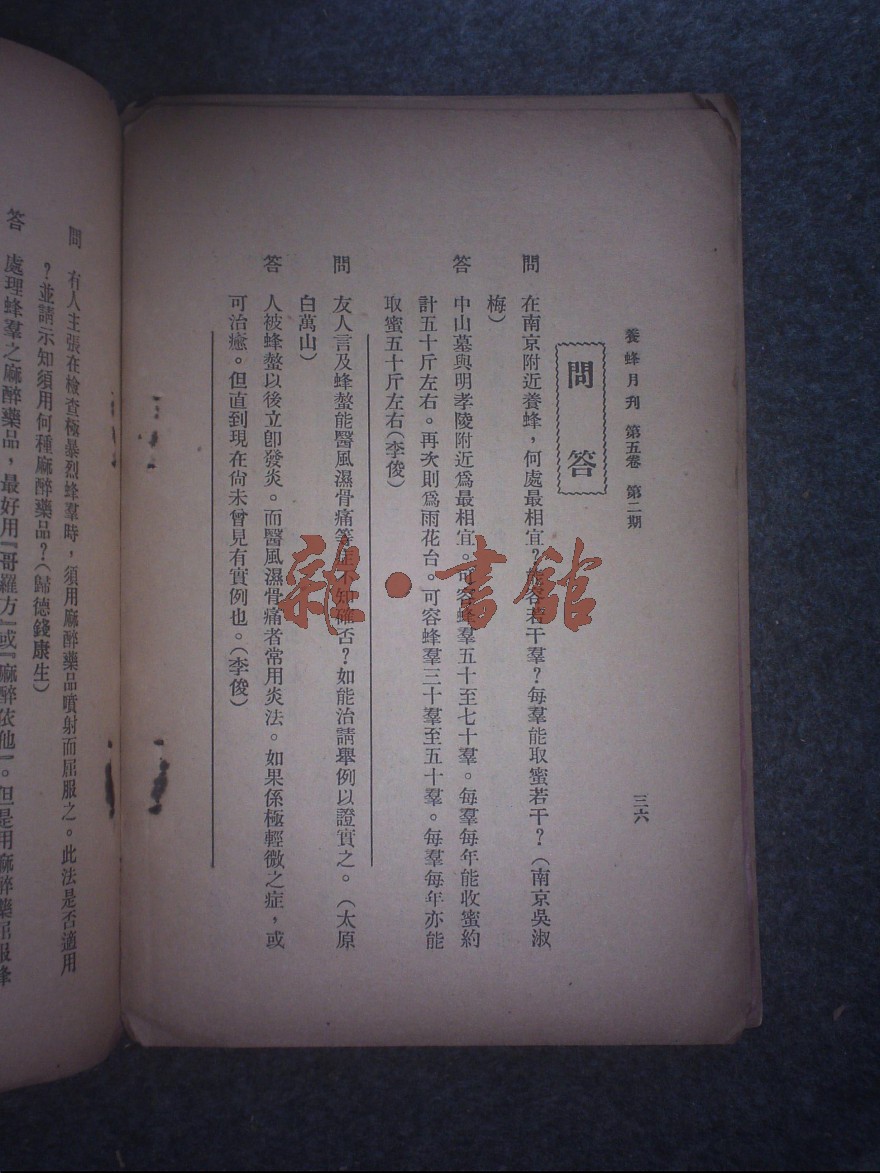 養蜂月刋 第五卷 第二期
三六
問答
問 在南京附近養蜂，何處最相宜？能容若干羣？每羣能取蜜若干？（南京吳淑
梅）
答 中山墓與明孝陵附近爲最相宜。可容蜂羣五十至七十羣。每羣每年能收蜜約
計五十斤左右。再次則爲雨花台。可容蜂羣三十羣至五十羣。每羣每年亦能
取蜜五十斤左右（李俊）
問 友人言及蜂螫能醫風濕骨痛等症不知確否？如能治請舉例以證實之。（太原
白萬山）
答 人被蜂螫以後立卽發炎。而醫風濕骨痛者常用炎法。如果係極輕微之症，或
可治癒。但直到現在尙未曾見有實例也。（李俊）
雜·書館
問 有人主張在檢查極暴烈蜂羣時，須用麻醉藥品噴射而屈服之。此法是否適用
？並請示知須用何種麻醉藥品？（歸德錢康生）
答 處理蜂羣之麻醉藥品，最好用『哥羅方』或『麻醉依他』。但是用麻醉藥屈服蜂